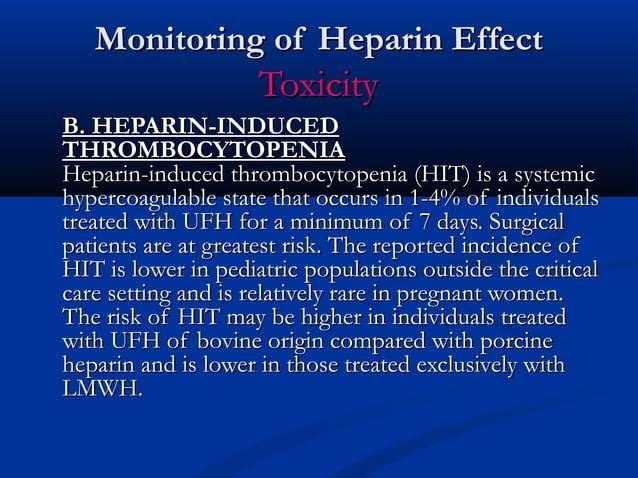 Monitoring of Heparin Effect
Toxicity
B. HEPARIN-INDUCED
THROMBOCYTOPENIA
Heparin-induced thrombocytopenia (HIT) is a systemic
hypercoagulable state that occurs in 1-4% of individuals
treated with UFH for a minimum of 7 days. Surgical
patients are at greatest risk. The reported incidence of
HIT is lower in pediatric populations outside the critical
care setting and is relatively rare in pregnant women.
The risk of HIT may be higher in individuals treated
with UFH of bovine origin compared with porcine
heparin and is lower in those treated exclusively with
LMWH.